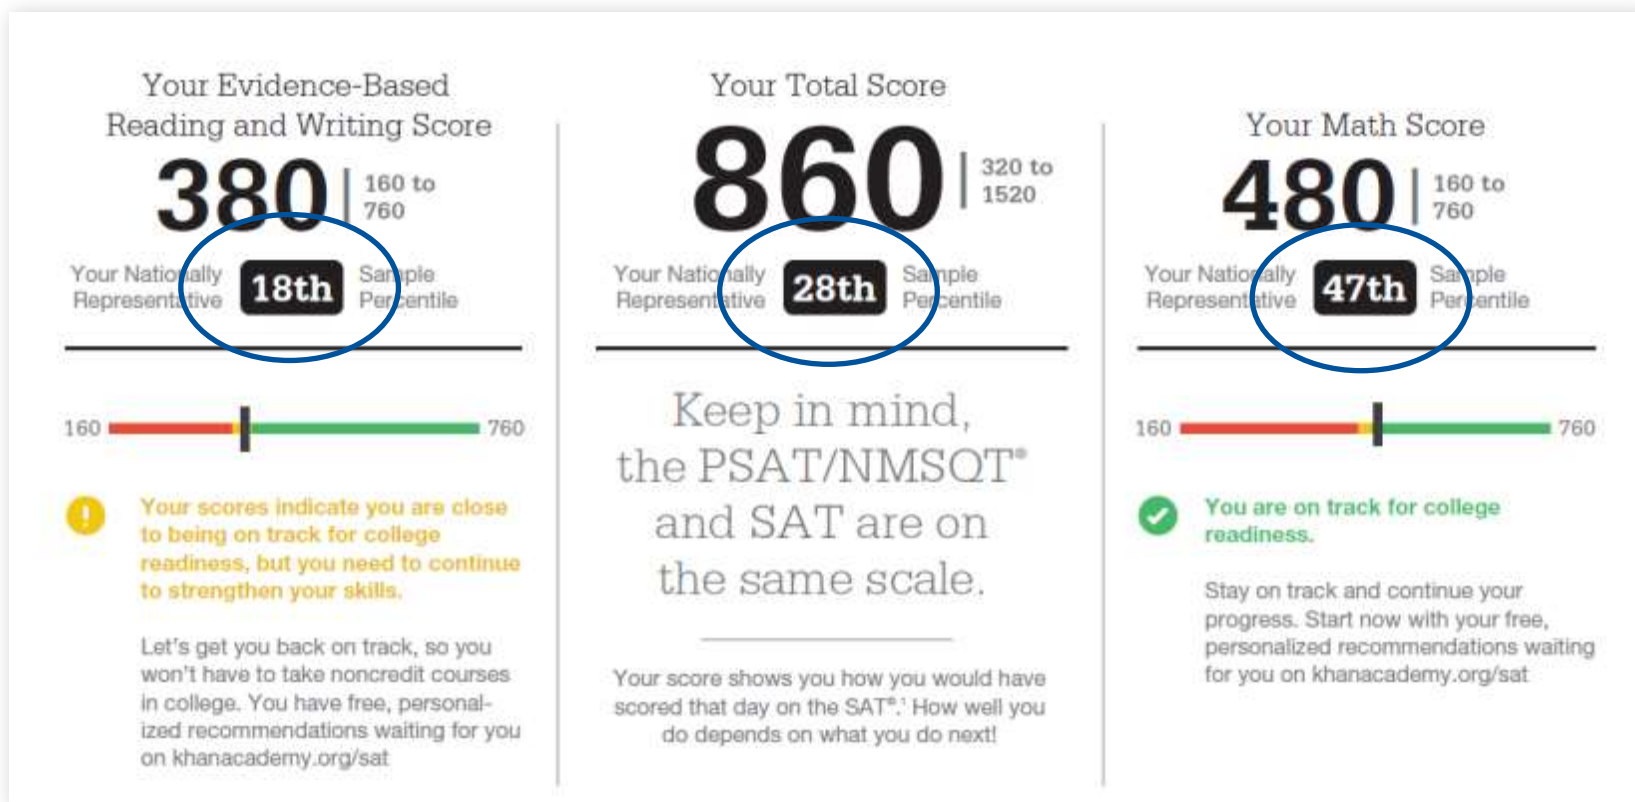 Your Evidence-Based
Reading and Writing Score
380
160 to
760
Your Nationally
Representative
18th
Sample
Percentile
160
760
Your scores indicate you are close
to being on track for college
readiness, but you need to continue
to strengthen your skills.
Let's get you back on track, so you
won't have to take noncredit courses
in college. You have free, personal-
ized recommendations waiting for you
on khanacademy.org/sat
Your Total Score
860
320 to
1520
Your Nationally
Representative
28th
Sample
Percentile
Keep in mind,
the PSAT/NMSQT®
and SAT are on
the same scale.
Your score shows you how you would have
scored that day on the SAT®.¹ How well you
do depends on what you do next!
Your Math Score
480
160 to
760
Your Nationally
Representative
47th
Sample
Percentile
160
760
You are on track for college
readiness.
Stay on track and continue your
progress. Start now with your free,
personalized recommendations waiting
for you on khanacademy.org/sat